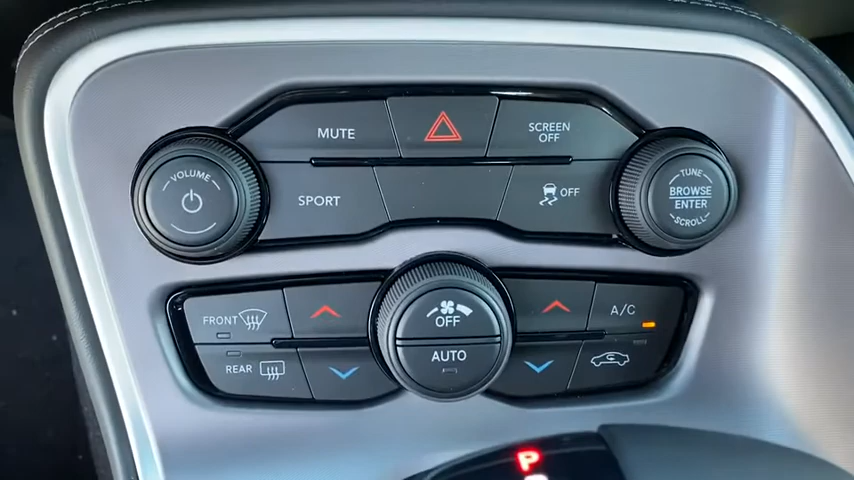 MUTE
SCREEN
OFF
VOLUME
TUNE
BROWSE
ENTER
SCROLL
SPORT
OFF
FRONT
OFF
A/C
REAR
AUTO
P